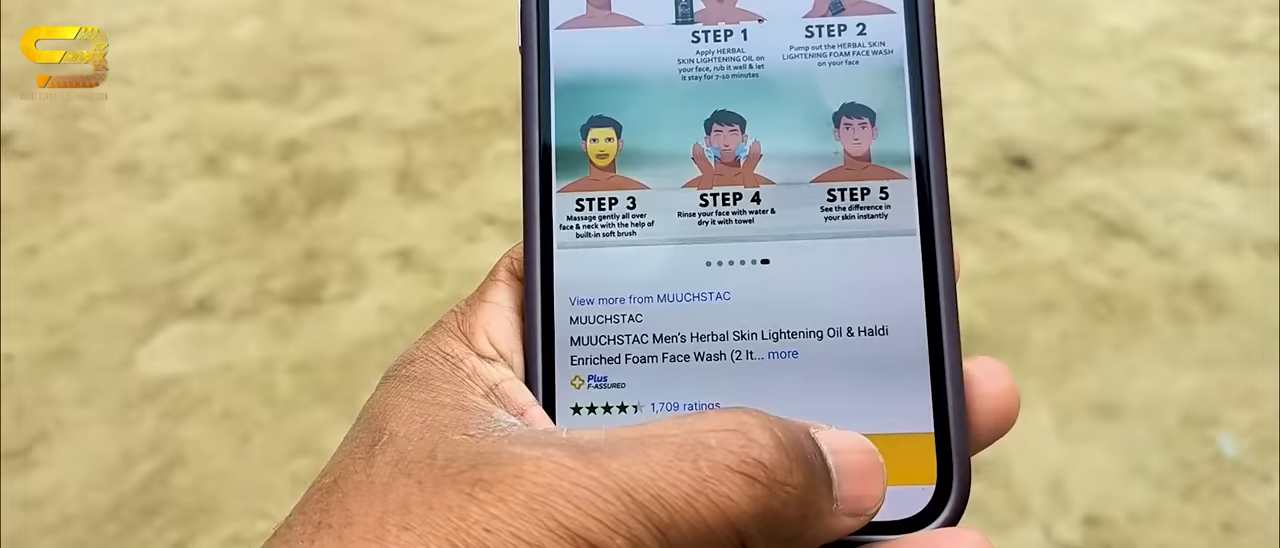 STEP 1
Apply HERBAL
SKIN LIGHTENING OIL on
your face, rub it well & let
it stay for 7-10 minutes
STEP 2
Pump out the HERBAL SKIN
LIGHTENING FOAM FACE WASH
on your face
STEP 3
Massage gently all over
face & neck with the help of
built-in soft brush
STEP 4
Rinse your face with water &
dry it with towel
STEP 5
See the difference in
your skin instantly
View more from MUUCHSTAC
MUUCHSTAC
MUUCHSTAC Men's Herbal Skin Lightening Oil & Haldi
Enriched Foam Face Wash (2 It... more
Plus
F-ASSURED
1,709 ratings